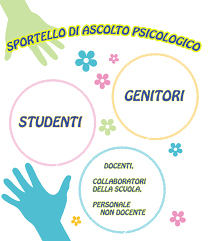 SPORTELLO DI ASCOLTO PSICOLOGICO
GENITORI
STUDENTI
DOCENTI,
COLLABORATORI
DELLA SCUOLA,
PERSONALE
NON DOCENTE